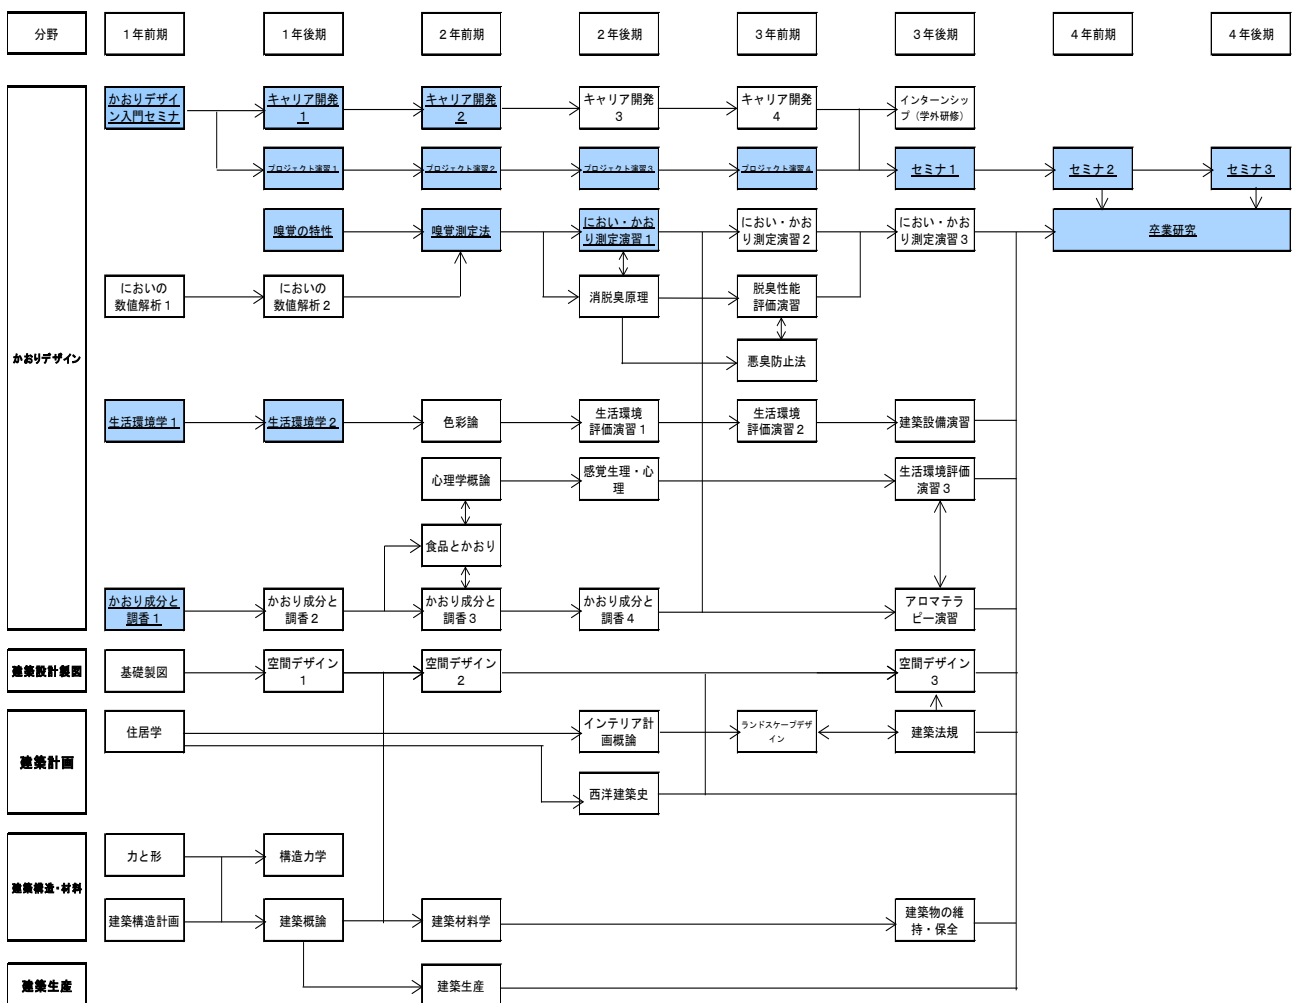 分野
１年前期
１年後期
２年前期
２年後期
３年前期
３年後期
４年前期
４年後期
かおりデザイン
かおりデザイ
ン入門セミナ
キャリア開発
１
キャリア開発
２
キャリア開発
３
キャリア開発
４
インターンシッ
プ（学外研修）
プロジェクト演習１
プロジェクト演習２
プロジェクト演習３
プロジェクト演習４
セミナ１
セミナ２
セミナ３
嗅覚の特性
嗅覚測定法
におい・かお
り測定演習１
におい・かお
り測定演習２
におい・かお
り測定演習３
卒業研究
においの
数値解析１
においの
数値解析２
消脱臭原理
脱臭性能
評価演習
悪臭防止法
生活環境学１
生活環境学２
色彩論
生活環境
評価演習１
生活環境
評価演習２
建築設備演習
心理学概論
感覚生理・心
理
生活環境評価
演習３
食品とかおり
かおり成分と
調香１
かおり成分と
調香２
かおり成分と
調香３
かおり成分と
調香４
アロマテラ
ピー演習
建築設計製図
基礎製図
空間デザイン
１
空間デザイン
２
空間デザイン
３
建築計画
住居学
インテリア計
画概論
ランドスケープデザ
イン
建築法規
西洋建築史
建築構造・材料
力と形
構造力学
建築構造計画
建築概論
建築材料学
建築物の維
持・保全
建築生産
建築生産